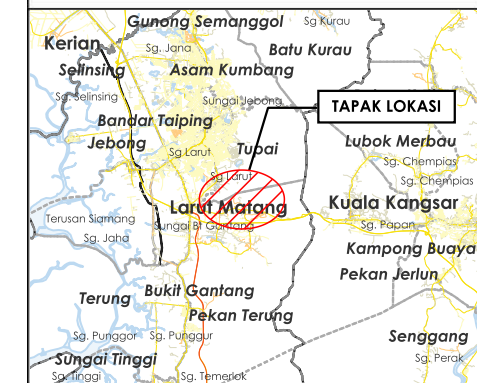 Gunong Semanggol
Sg Kurau
Kerian
Sg. Jana
Batu Kurau
Selinsing
Asam Kumbang
Sg. Selinsing
Sungai Jebong
TAPAK LOKASI
Bandar Taiping
Jebong
Lubok Merbau
Sg Larut
Tupai
Sg. Chempias
Sg Larut
Sg. Chempias
Larut Matang
Kuala Kangsar
Terusan Siamang
Sungai Bt Gantang
Sg. Papan
Sg. Jaha
Kampong Buaya
Pekan Jerlun
Bukit Gantang
Terung
Pekan Terung
Sg. Punggor
Sg. Punggur
Senggang
Sungai Tinggi
Sg. Perak
Sg. Tinggi
Sg. Temerlok